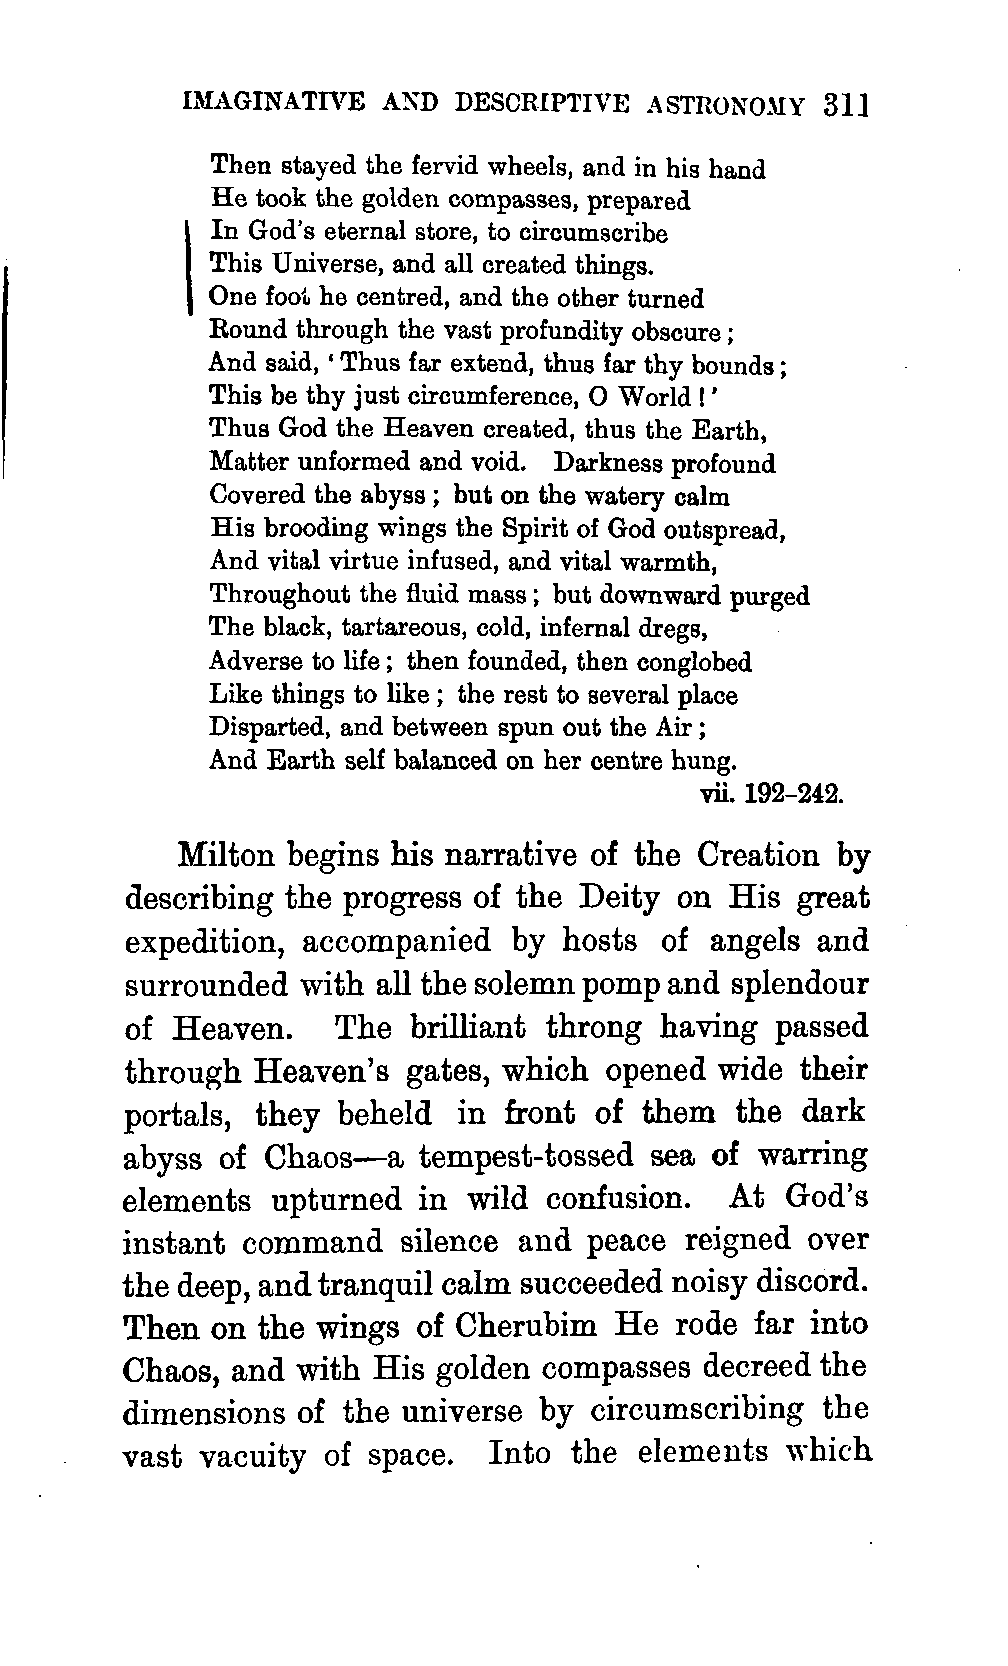 IMAGINATIVE AND DESCRIPTIVE ASTRONOMY 311
Then stayed the fervid wheels, and in his hand
He took the golden compasses, prepared
In God's eternal store, to circumscribe
This Universe, and all created things.
One foot he centred, and the other turned
Round through the vast profundity obscure;
And said, 'Thus far extend, thus far thy bounds;
This be thy just circumference, O World!'
Thus God the Heaven created, thus the Earth,
Matter unformed and void. Darkness profound
Covered the abyss; but on the watery calm
His brooding wings the Spirit of God outspread,
And vital virtue infused, and vital warmth,
Throughout the fluid mass; but downward purged
The black, tartareous, cold, infernal dregs,
Adverse to life; then founded, then conglobed
Like things to like; the rest to several place
Disparted, and between spun out the Air;
And Earth self balanced on her centre hung.
vii. 192-242.
Milton begins his narrative of the Creation by
describing the progress of the Deity on His great
expedition, accompanied by hosts of angels and
surrounded with all the solemn pomp and splendour
of Heaven. The brilliant throng having passed
through Heaven's gates, which opened wide their
portals, they beheld in front of them the dark
abyss of Chaos—a tempest-tossed sea of warring
elements upturned in wild confusion. At God's
instant command silence and peace reigned over
the deep, and tranquil calm succeeded noisy discord.
Then on the wings of Cherubim He rode far into
Chaos, and with His golden compasses decreed the
dimensions of the universe by circumscribing the
vast vacuity of space. Into the elements which